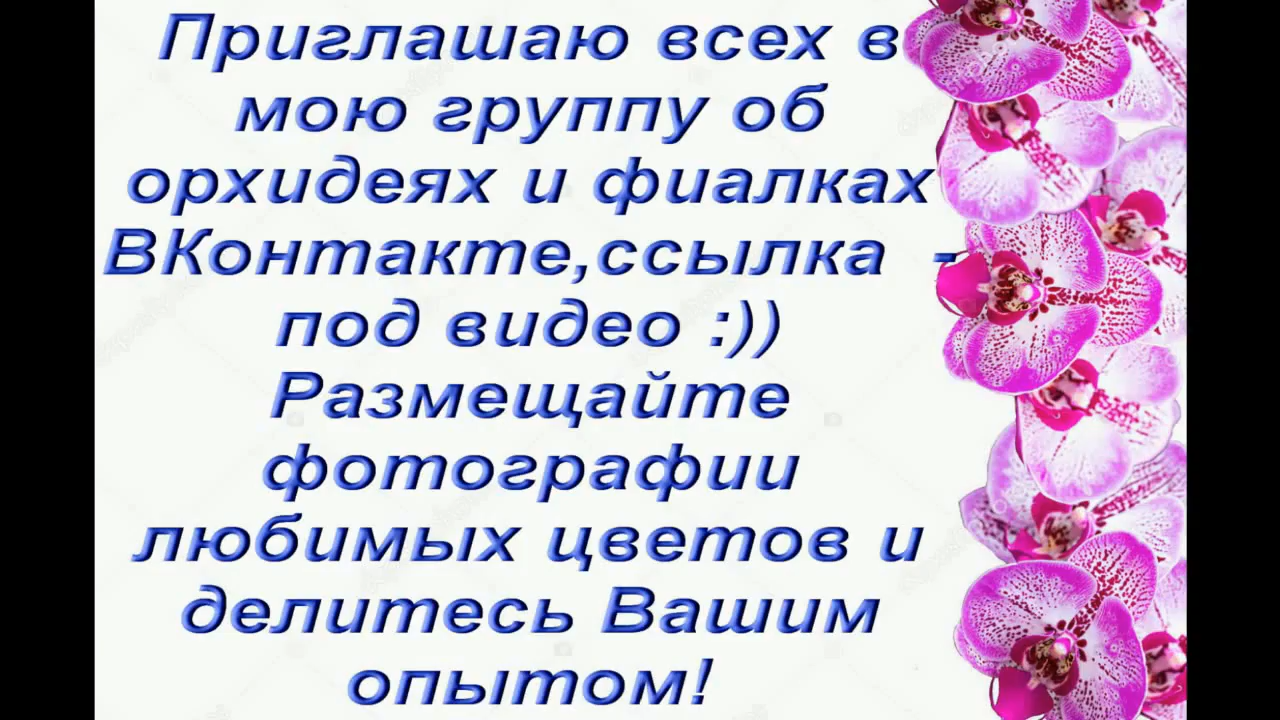 Приглашаю всех в
мою группу об
орхидеях и фиалках
ВКонтакте,ссылка -
под видео :))
Размещайте
фотографии
любимых цветов и
делитесь Вашим
опытом!